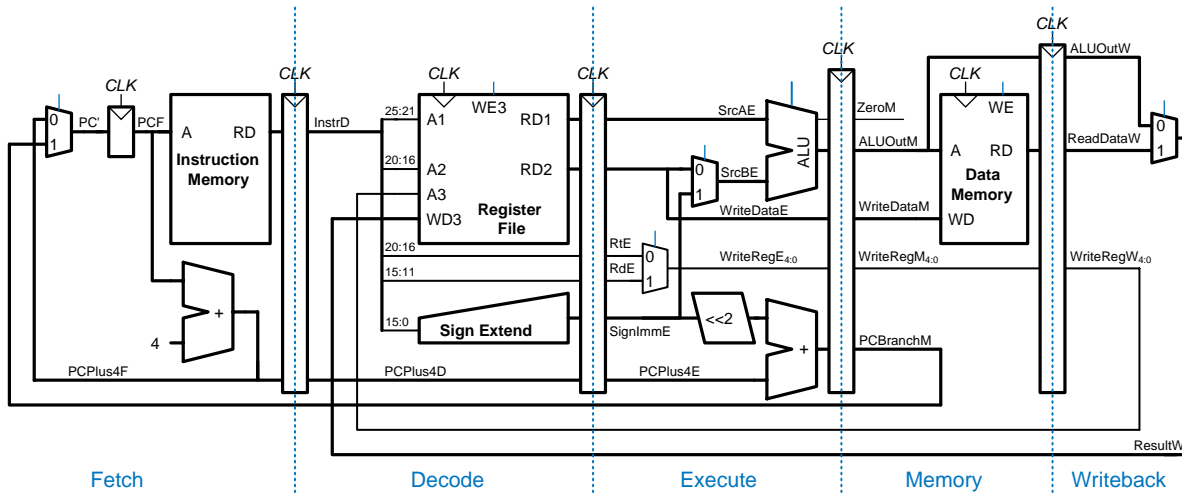 CLK
ALUOutW
CLK
CLK
CLK
CLK
CLK
CLK
0
1
PC'
PCF
A
RD
Instruction
Memory
InstrD
25:21
A1
WE3
RD1
SrcAE
ALU
ZeroM
ALUOutM
WE
A
RD
Data
Memory
WD
0
1
ReadDataW
20:16
A2
RD2
0
1
SrcBE
A3
WD3
Register
File
WriteDataE
WriteDataM
20:16
RtE
0
15:11
RdE
1
WriteRegE4:0
WriteRegM4:0
WriteRegW4:0
4
+
15:0
Sign Extend
SignImmE
<<2
+
PCBranchM
PCPlus4F
PCPlus4D
PCPlus4E
ResultW
Fetch
Decode
Execute
Memory
Writeback